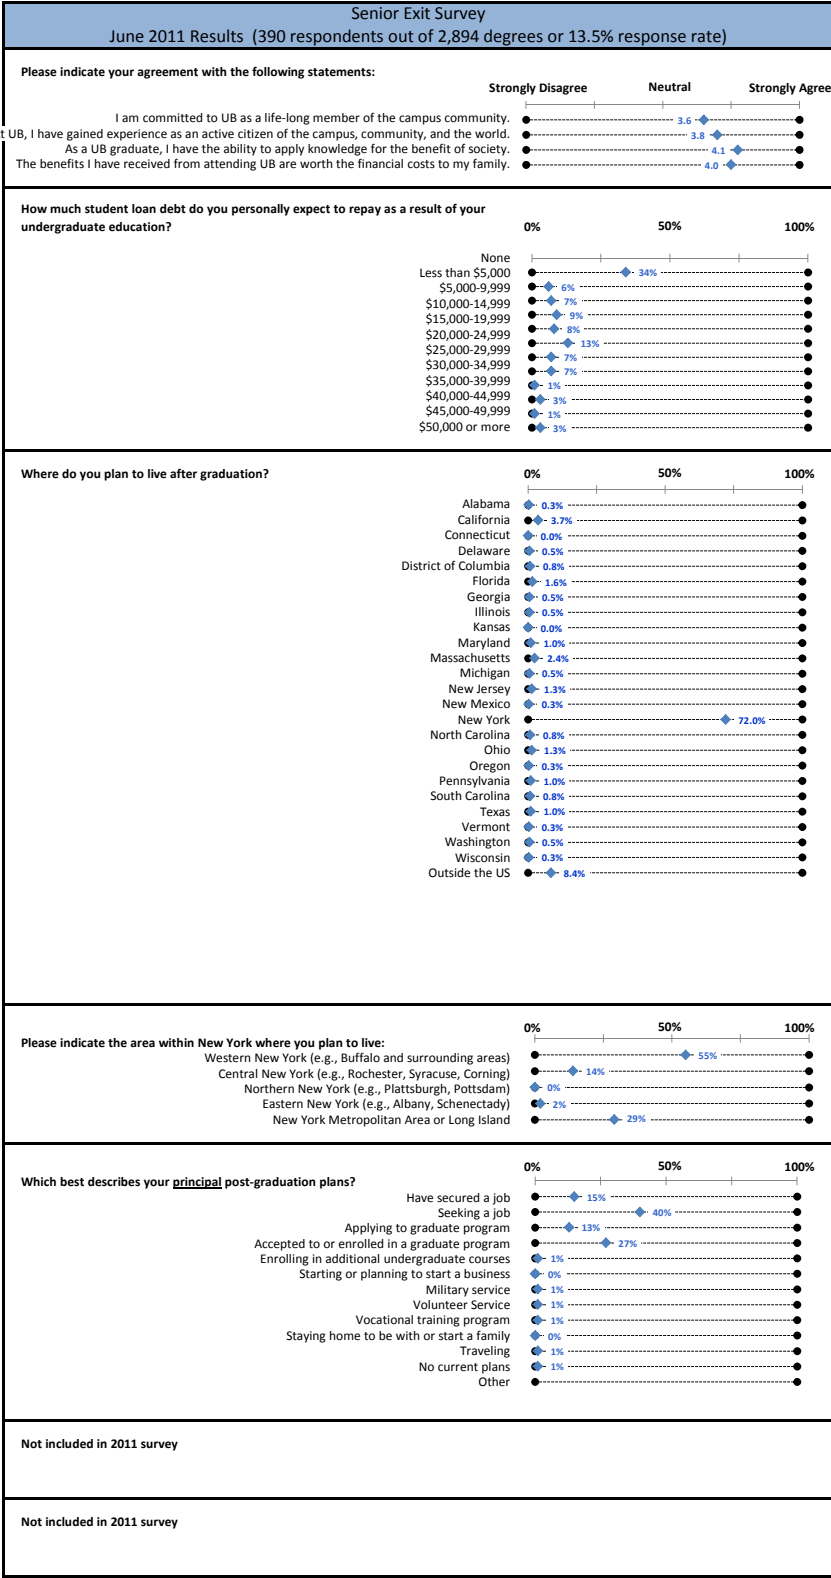 Senior Exit Survey
June 2011 Results (390 respondents out of 2,894 degrees or 13.5% response rate)
Please indicate your agreement with the following statements:
Strongly Disagree Neutral Strongly Agree
I am committed to UB as a life-long member of the campus community. 3.6
t UB, I have gained experience as an active citizen of the campus, community, and the world. 3.8
As a UB graduate, I have the ability to apply knowledge for the benefit of society. 4.1
The benefits I have received from attending UB are worth the financial costs to my family. 4.0
How much student loan debt do you personally expect to repay as a result of your
undergraduate education? 0% 50% 100%
None
Less than $5,000 34%
$5,000-9,999 6%
$10,000-14,999 7%
$15,000-19,999 9%
$20,000-24,999 8%
$25,000-29,999 13%
$30,000-34,999 7%
$35,000-39,999 7%
$40,000-44,999 1%
$45,000-49,999 3%
$50,000 or more 1%
3%
Where do you plan to live after graduation? 0% 50% 100%
Alabama 0.3%
California 3.7%
Connecticut 0.0%
Delaware 0.5%
District of Columbia 0.8%
Florida 1.6%
Georgia 0.5%
Illinois 0.5%
Kansas 0.0%
Maryland 1.0%
Massachusetts 2.4%
Michigan 0.5%
New Jersey 1.3%
New Mexico 0.3%
New York 72.0%
North Carolina 0.8%
Ohio 1.3%
Oregon 0.3%
Pennsylvania 1.0%
South Carolina 0.8%
Texas 1.0%
Vermont 0.3%
Washington 0.5%
Wisconsin 0.3%
Outside the US 8.4%
0% 50% 100%
Please indicate the area within New York where you plan to live:
Western New York (e.g., Buffalo and surrounding areas) 55%
Central New York (e.g., Rochester, Syracuse, Corning) 14%
Northern New York (e.g., Plattsburgh, Pottsdam) 0%
Eastern New York (e.g., Albany, Schenectady) 2%
New York Metropolitan Area or Long Island 29%
0% 50% 100%
Which best describes your principal post-graduation plans?
Have secured a job 15%
Seeking a job 40%
Applying to graduate program 13%
Accepted to or enrolled in a graduate program 27%
Enrolling in additional undergraduate courses 1%
Starting or planning to start a business 0%
Military service 1%
Volunteer Service 1%
Vocational training program 1%
Staying home to be with or start a family 0%
Traveling 1%
No current plans 1%
Other
Not included in 2011 survey
Not included in 2011 survey